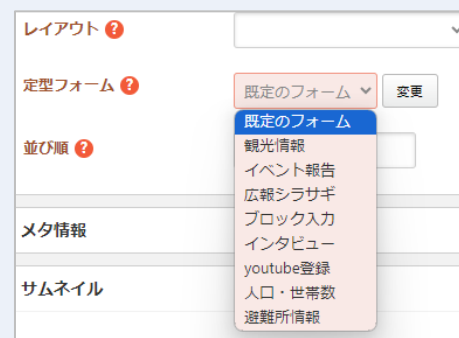 レイアウト ?
定型フォーム ?
既定のフォーム
変更
既定のフォーム
観光情報
イベント報告
広報シラサギ
ブロック入力
インタビュー
youtube登録
人口・世帯数
避難所情報
並び順 ?
メタ情報
サムネイル